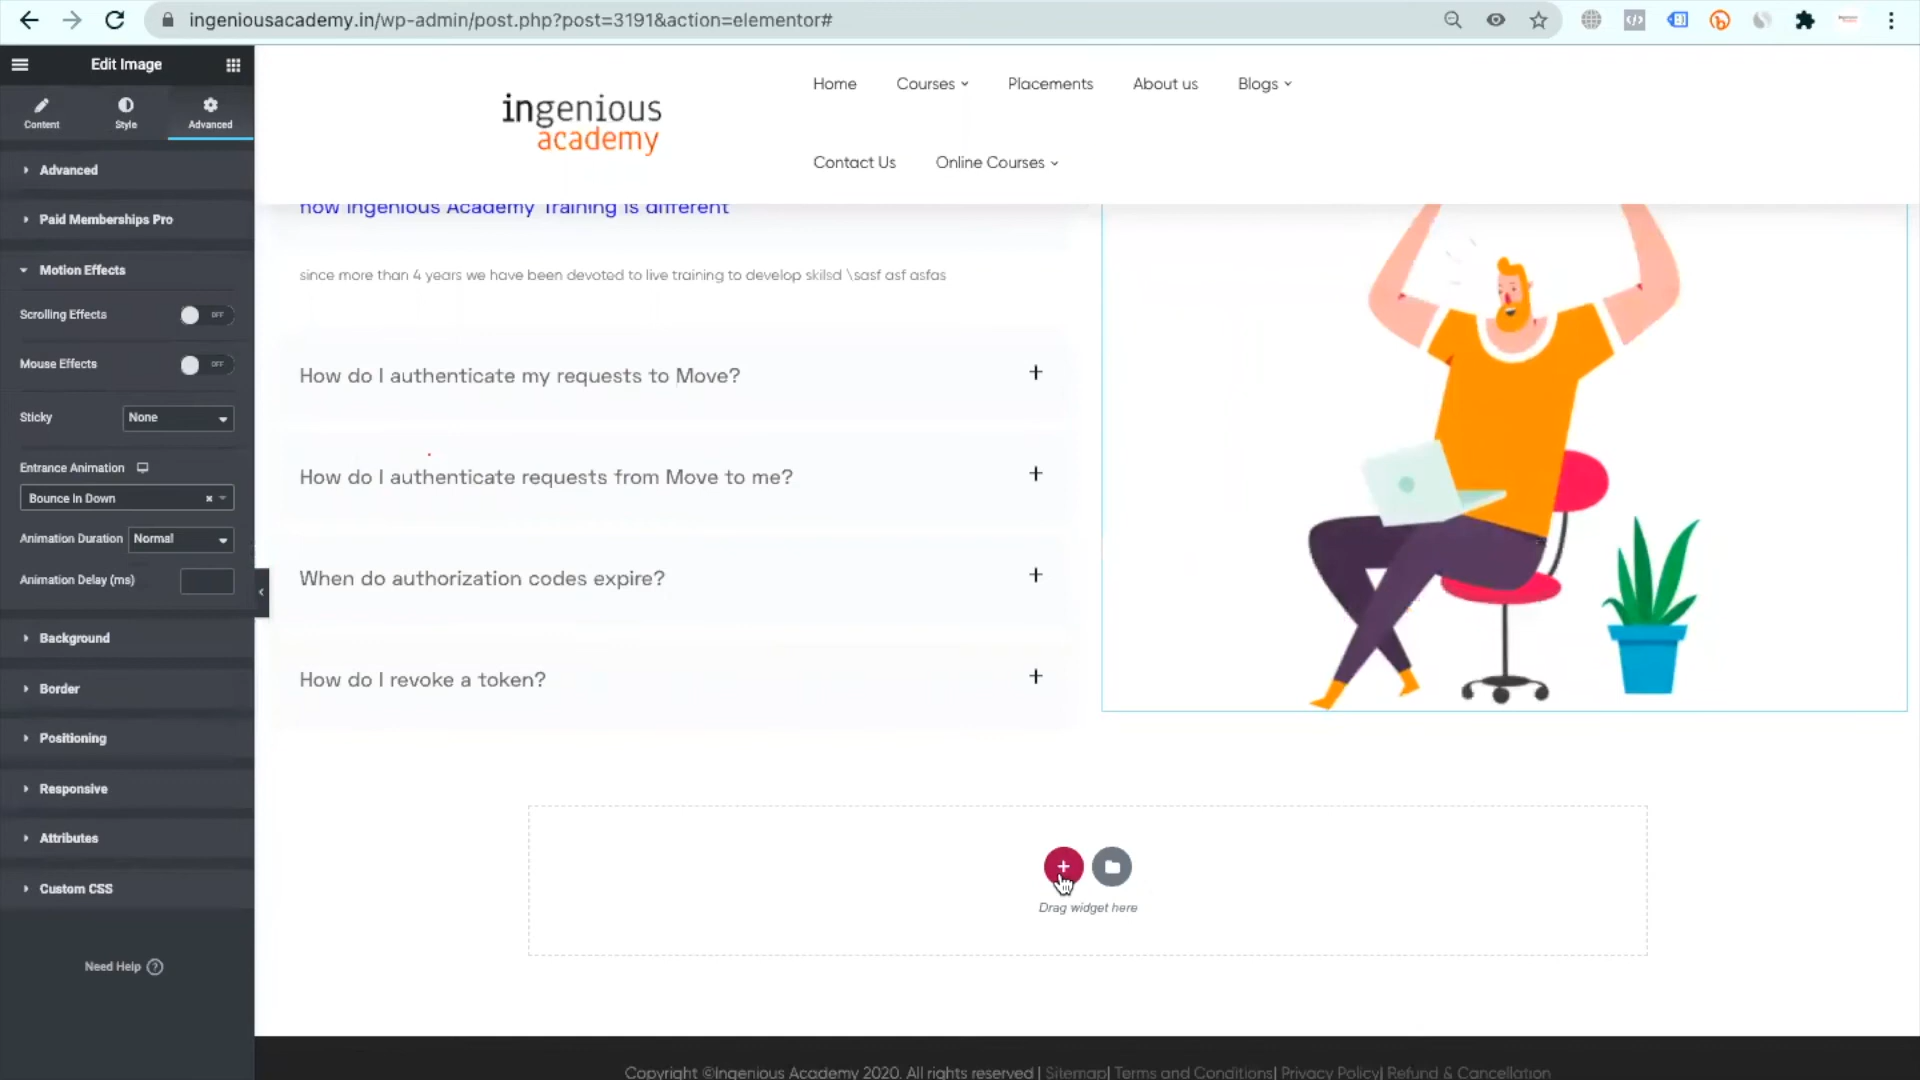 ingeniousacademy.in/wp-admin/post.php?post=3191&action=elementor#
Edit Image
Content
Style
Advanced
Advanced
Paid Memberships Pro
Motion Effects
Scrolling Effects
OFF
Mouse Effects
OFF
Sticky
None
Entrance Animation
Bounce In Down
Animation Duration
Normal
Animation Delay (ms)
Background
Border
Positioning
Responsive
Attributes
Custom CSS
Need Help
ingenious
academy
Home
Courses
Placements
About us
Blogs
Contact Us
Online Courses
how Ingenious Academy Training is different
since more than 4 years we have been devoted to live training to develop skilsd \sasf asf asfas
How do I authenticate my requests to Move?
How do I authenticate requests from Move to me?
When do authorization codes expire?
How do I revoke a token?
Drag widget here
Copyright ©Ingenious Academy 2020. All rights reserved | Sitemap| Terms and Conditions| Privacy Policy| Refund & Cancellation